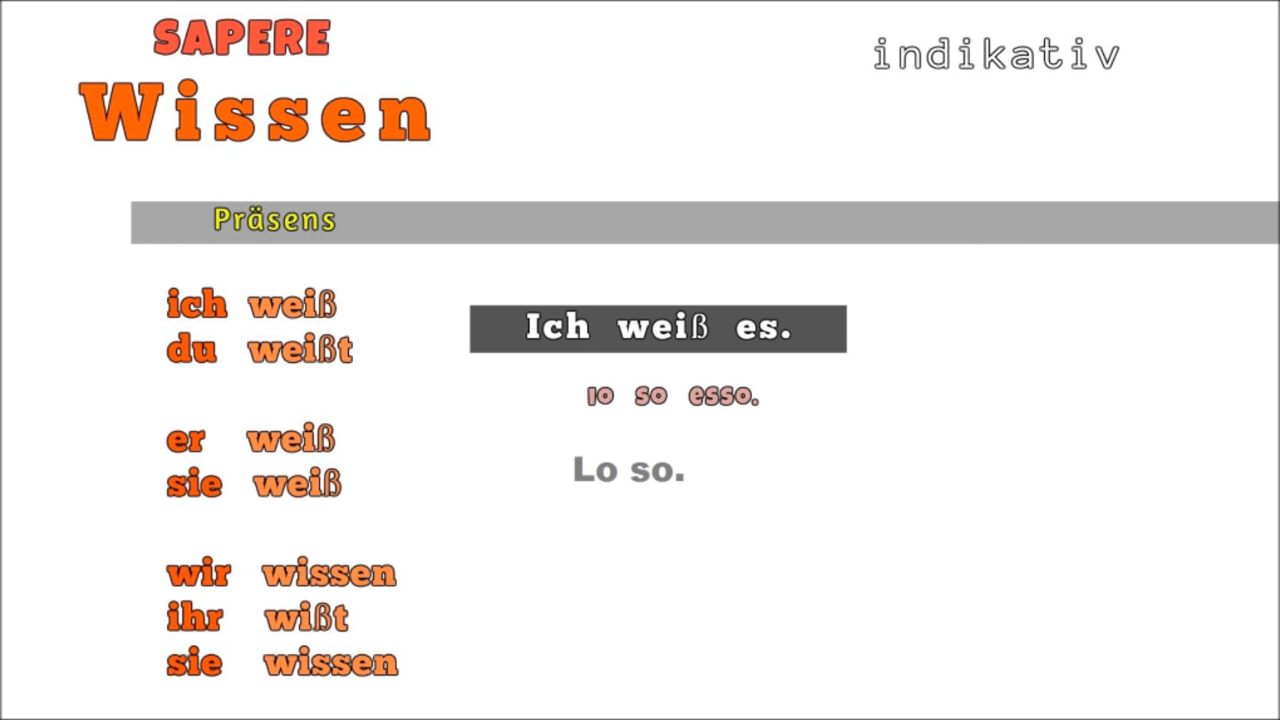 SAPERE
indikativ
Wissen
Präsens
ich weiß
du weißt
er weiß
sie weiß
wir wissen
ihr wißt
sie wissen
Ich weiß es.
IO SO ESSO.
Lo so.